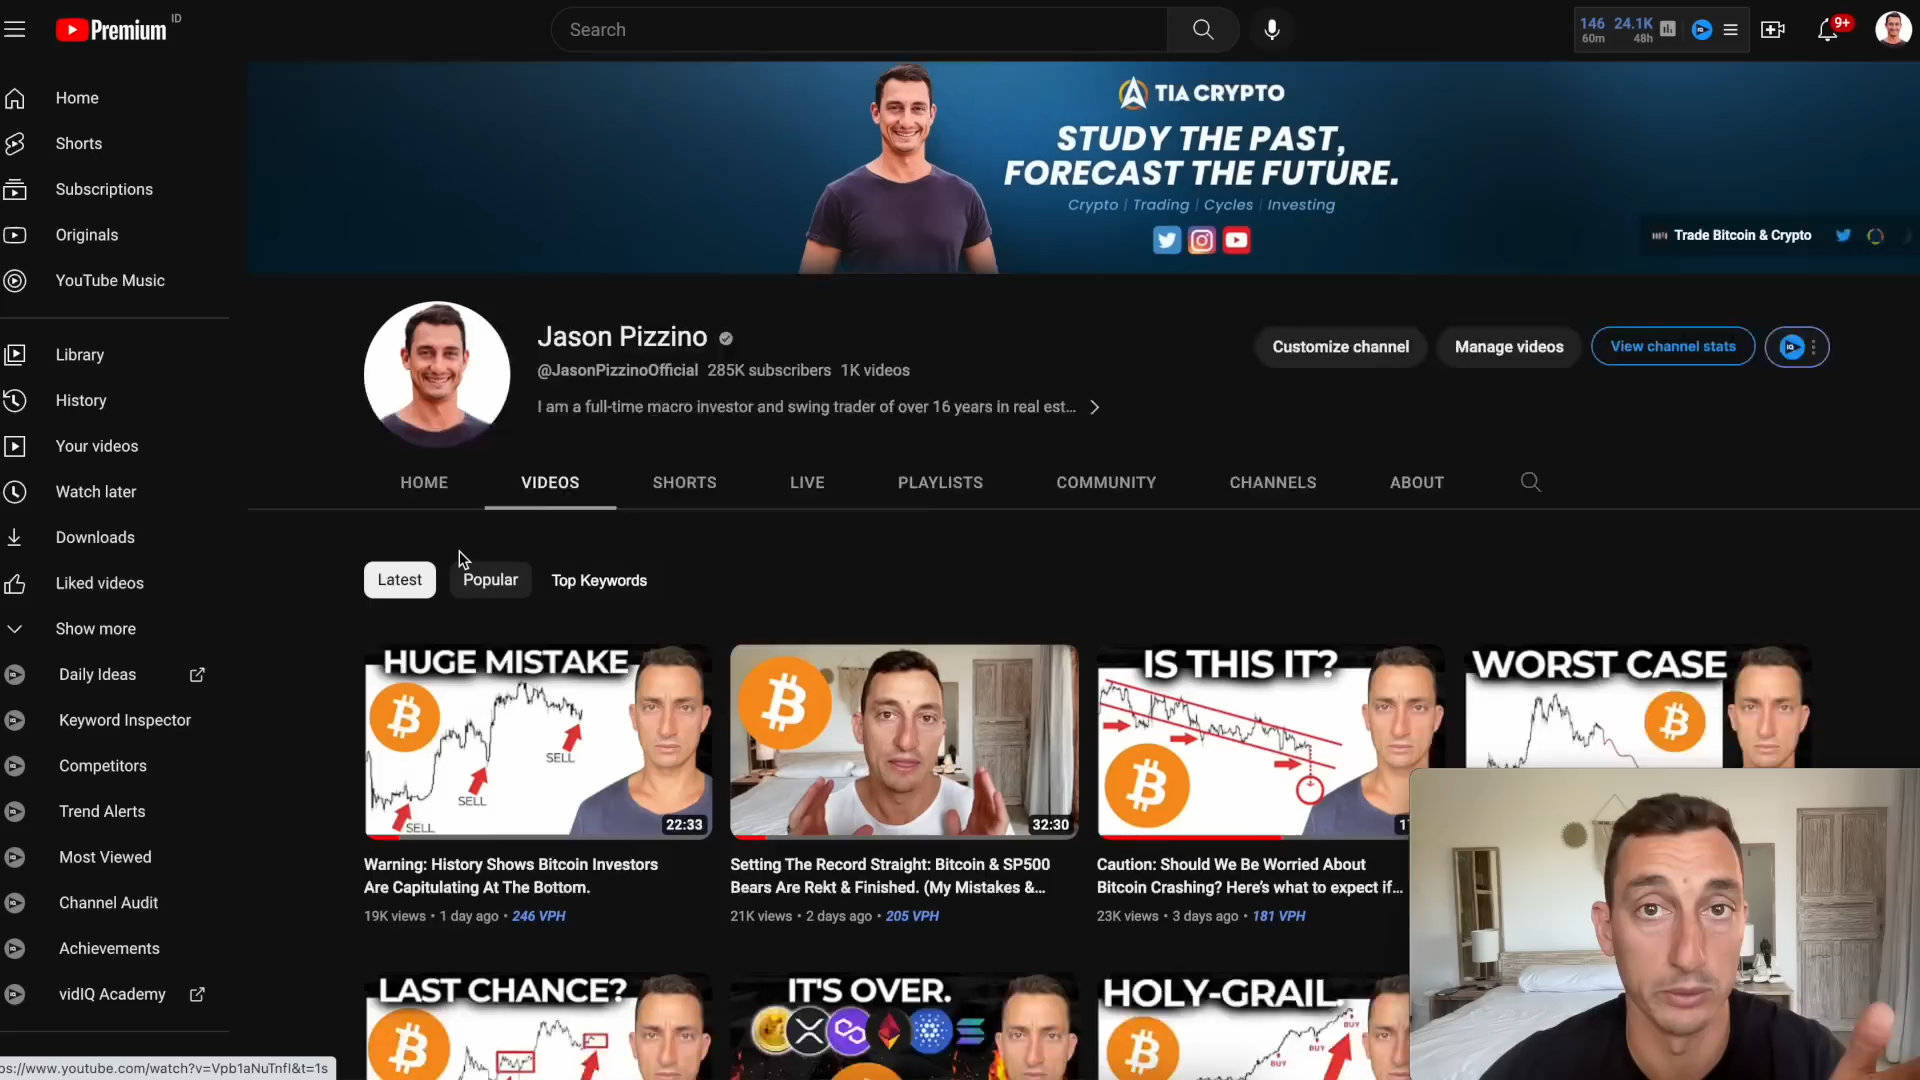 Premium
ID
Search
146 24.1K
60m 48h
9+
Home
Shorts
Subscriptions
Originals
YouTube Music
Library
History
Your videos
Watch later
Downloads
Liked videos
Show more
Daily Ideas
Keyword Inspector
Competitors
Trend Alerts
Most Viewed
Channel Audit
Achievements
vidIQ Academy
TIA CRYPTO
STUDY THE PAST,
FORECAST THE FUTURE.
Crypto | Trading | Cycles | Investing
Trade Bitcoin & Crypto
Jason Pizzino
@JasonPizzinoOfficial 285K subscribers 1K videos
I am a full-time macro investor and swing trader of over 16 years in real est...
Customize channel
Manage videos
View channel stats
HOME
VIDEOS
SHORTS
LIVE
PLAYLISTS
COMMUNITY
CHANNELS
ABOUT
Latest
Popular
Top Keywords
HUGE MISTAKE
SELL
SELL
SELL
22:33
Warning: History Shows Bitcoin Investors
Are Capitulating At The Bottom.
19K views • 1 day ago • 246 VPH
32:30
Setting The Record Straight: Bitcoin & SP500
Bears Are Rekt & Finished. (My Mistakes &...
21K views • 2 days ago • 205 VPH
IS THIS IT?
Caution: Should We Be Worried About
Bitcoin Crashing? Here's what to expect if...
23K views • 3 days ago • 181 VPH
WORST CASE
LAST CHANCE?
IT'S OVER.
HOLY-GRAIL.
BUY
BUY
BUY
ps://www.youtube.com/watch?v=Vpb1aNuTnfI&t=1s